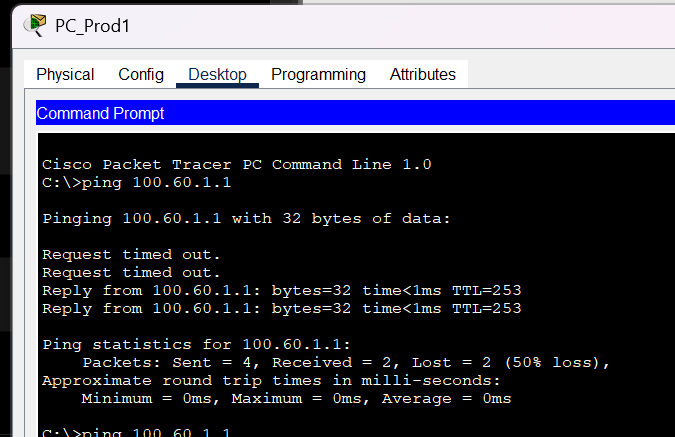 PC_Prod1
Physical Config Desktop Programming Attributes
Command Prompt
Cisco Packet Tracer PC Command Line 1.0
C:\>ping 100.60.1.1
Pinging 100.60.1.1 with 32 bytes of data:
Request timed out.
Request timed out.
Reply from 100.60.1.1: bytes=32 time<1ms TTL=253
Reply from 100.60.1.1: bytes=32 time<1ms TTL=253
Ping statistics for 100.60.1.1:
    Packets: Sent = 4, Received = 2, Lost = 2 (50% loss),
Approximate round trip times in milli-seconds:
    Minimum = 0ms, Maximum = 0ms, Average = 0ms
C:\>ping 100.60.1.1